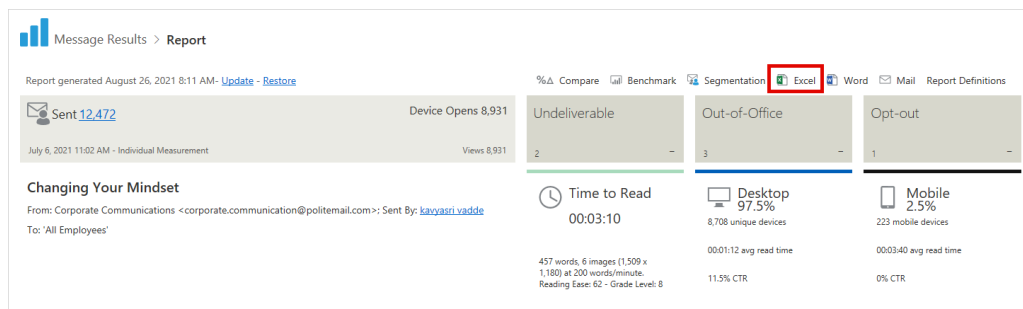 Message Results > Report
Report generated August 26, 2021 8:11 AM- Update - Restore
%Δ Compare Benchmark Segmentation Excel Word Mail Report Definitions
Sent 12,472 Device Opens 8,931
July 6, 2021 11:02 AM - Individual Measurement Views 8,931
Undeliverable
2 –
Out-of-Office
3 –
Opt-out
1 –
Changing Your Mindset
From: Corporate Communications <corporate.communication@politemail.com>; Sent By: kavyasri vadde
To: 'All Employees'
Time to Read
00:03:10
457 words, 6 images (1,509 x
1,180) at 200 words/minute.
Reading Ease: 62 - Grade Level: 8
Desktop
97.5%
8,708 unique devices
00:01:12 avg read time
11.5% CTR
Mobile
2.5%
223 mobile devices
00:03:40 avg read time
0% CTR